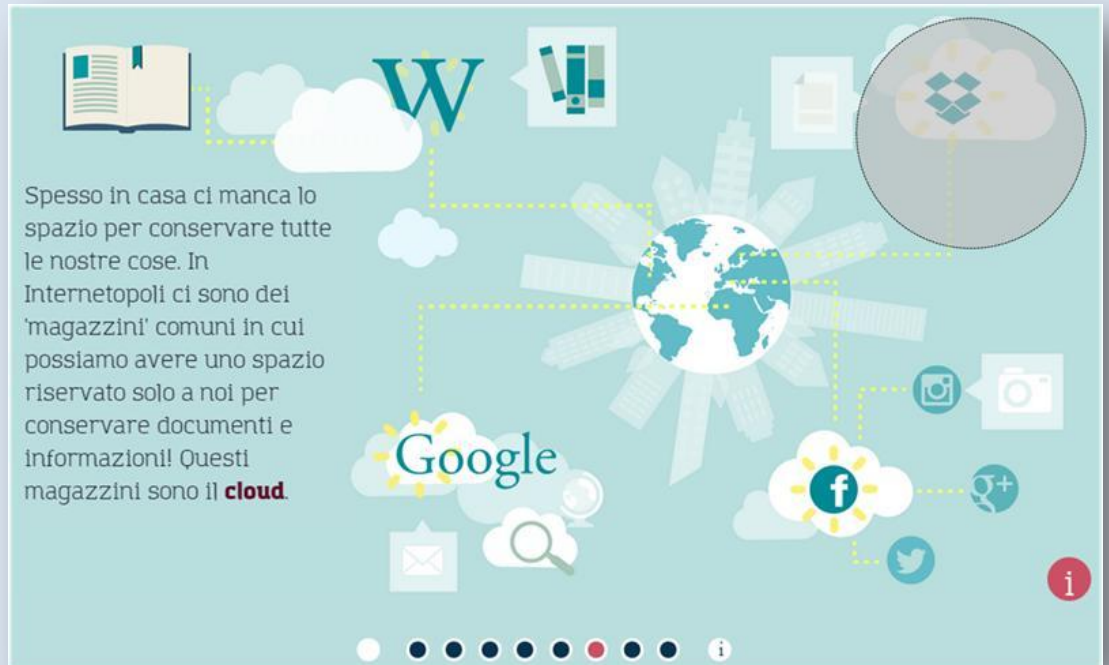 W
Spesso in casa ci manca lo
spazio per conservare tutte
le nostre cose. In
Internetopoli ci sono dei
'magazzini' comuni in cui
possiamo avere uno spazio
riservato solo a noi per
conservare documenti e
informazioni! Questi
magazzini sono il cloud.
Google
f
g+
i
i